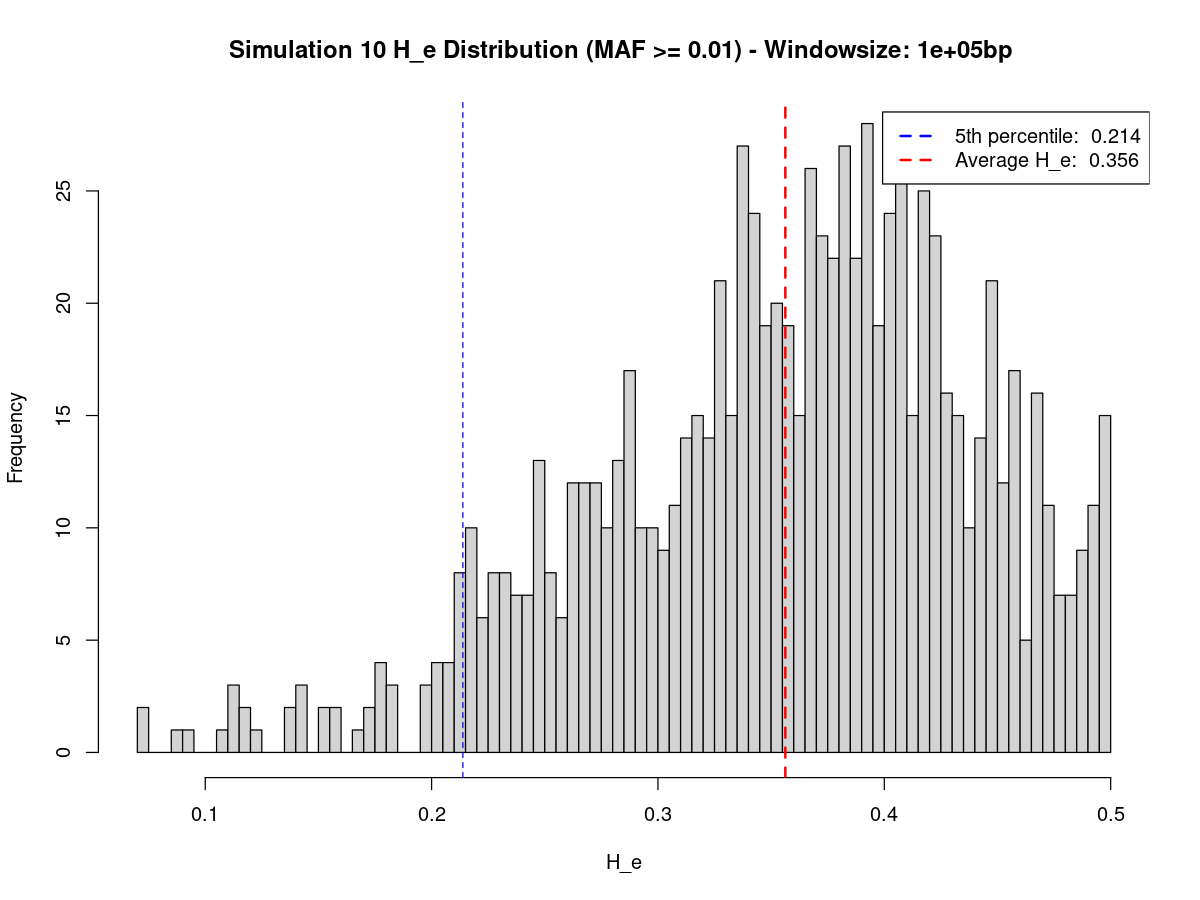 Simulation 10 H_e Distribution (MAF >= 0.01) - Windowsize: 1e+05bp
5th percentile: 0.214
Average H_e: 0.356
Frequency
25
20
15
10
5
0
0.1 0.2 0.3 0.4 0.5
H_e